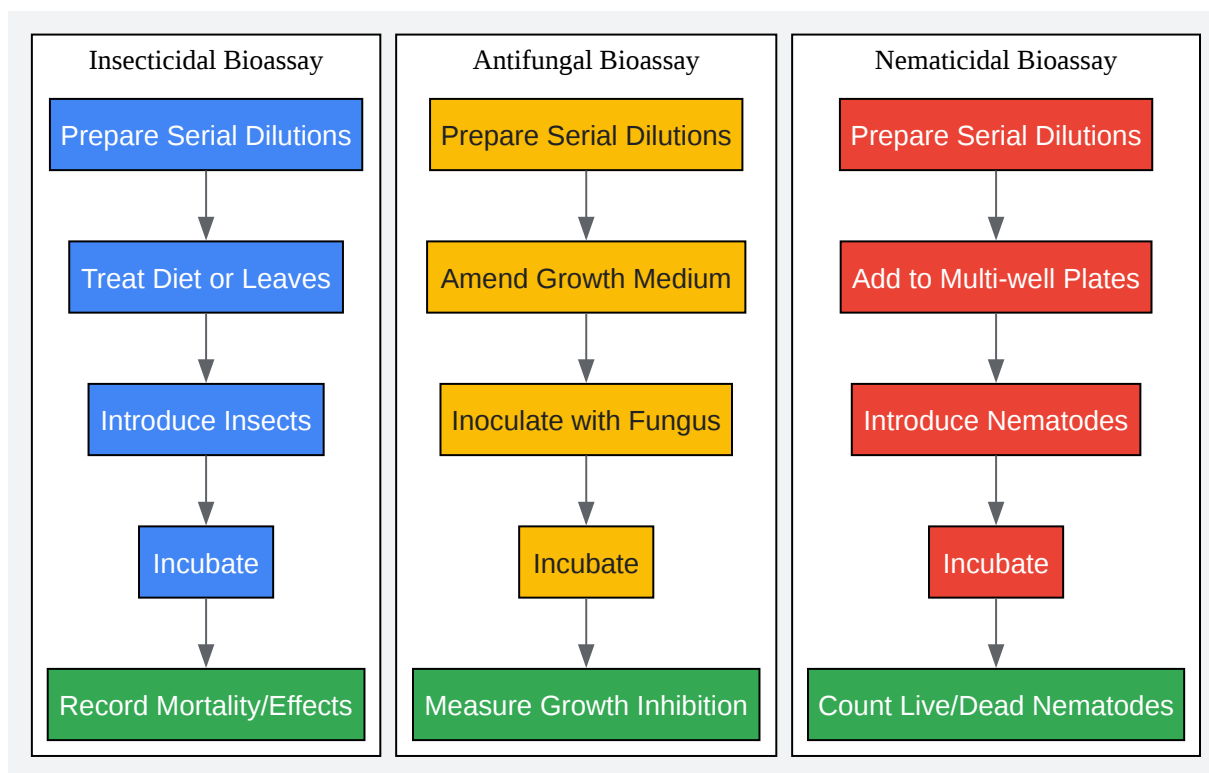 Insecticidal Bioassay
Prepare Serial Dilutions
Treat Diet or Leaves
Introduce Insects
Incubate
Record Mortality/Effects
Antifungal Bioassay
Prepare Serial Dilutions
Amend Growth Medium
Inoculate with Fungus
Incubate
Measure Growth Inhibition
Nematicidal Bioassay
Prepare Serial Dilutions
Add to Multi-well Plates
Introduce Nematodes
Incubate
Count Live/Dead Nematodes